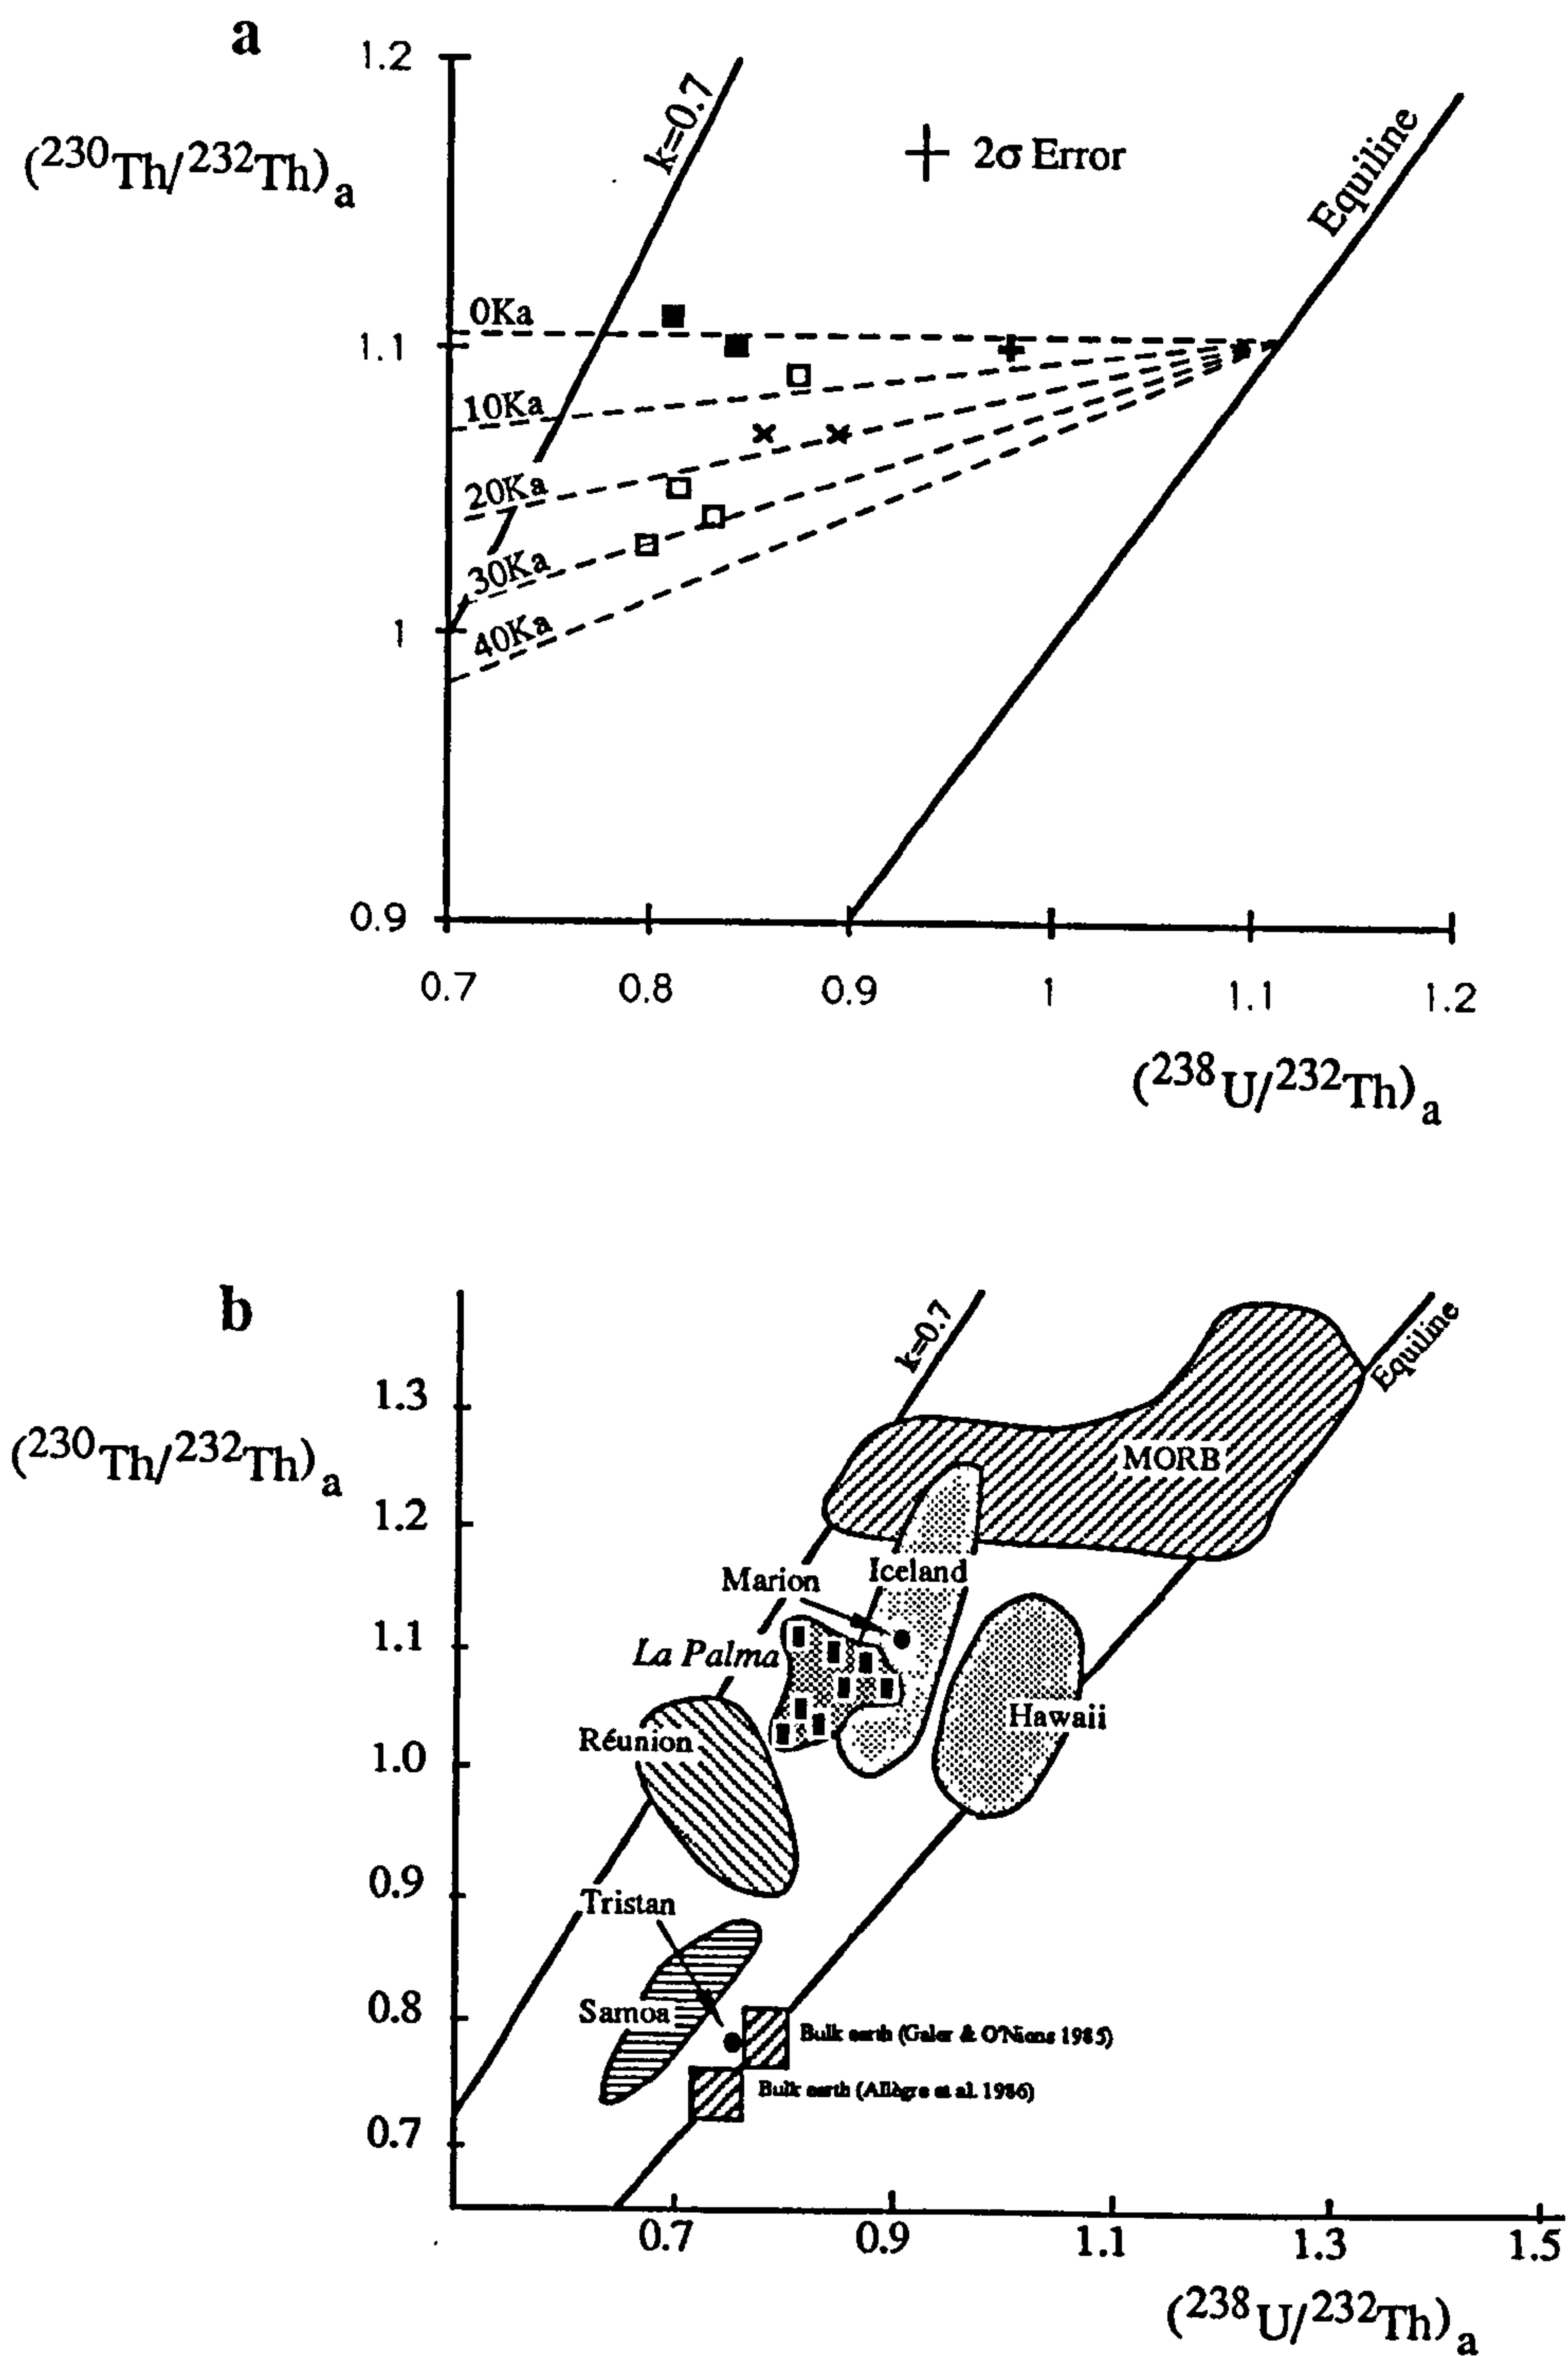 a
1.2
(230Th/232Th)a
k=0.7
2σ Error
Equiline
0Ka
1.1
10Ka
20Ka
30Ka
1
40Ka
0.9
0.7 0.8 0.9 1 1.1 1.2
(238U/232Th)a
b
k=0.7
Equiline
1.3
(230Th/232Th)a
MORB
1.2
Marion
Iceland
1.1
La Palma
Hawaii
Réunion
1.0
0.9
Tristan
0.8
Samoa
Bulk earth (Galer & O'Nions 1985)
Bulk earth (Allègre et al. 1986)
0.7
0.7 0.9 1.1 1.3 1.5
(238U/232Th)a